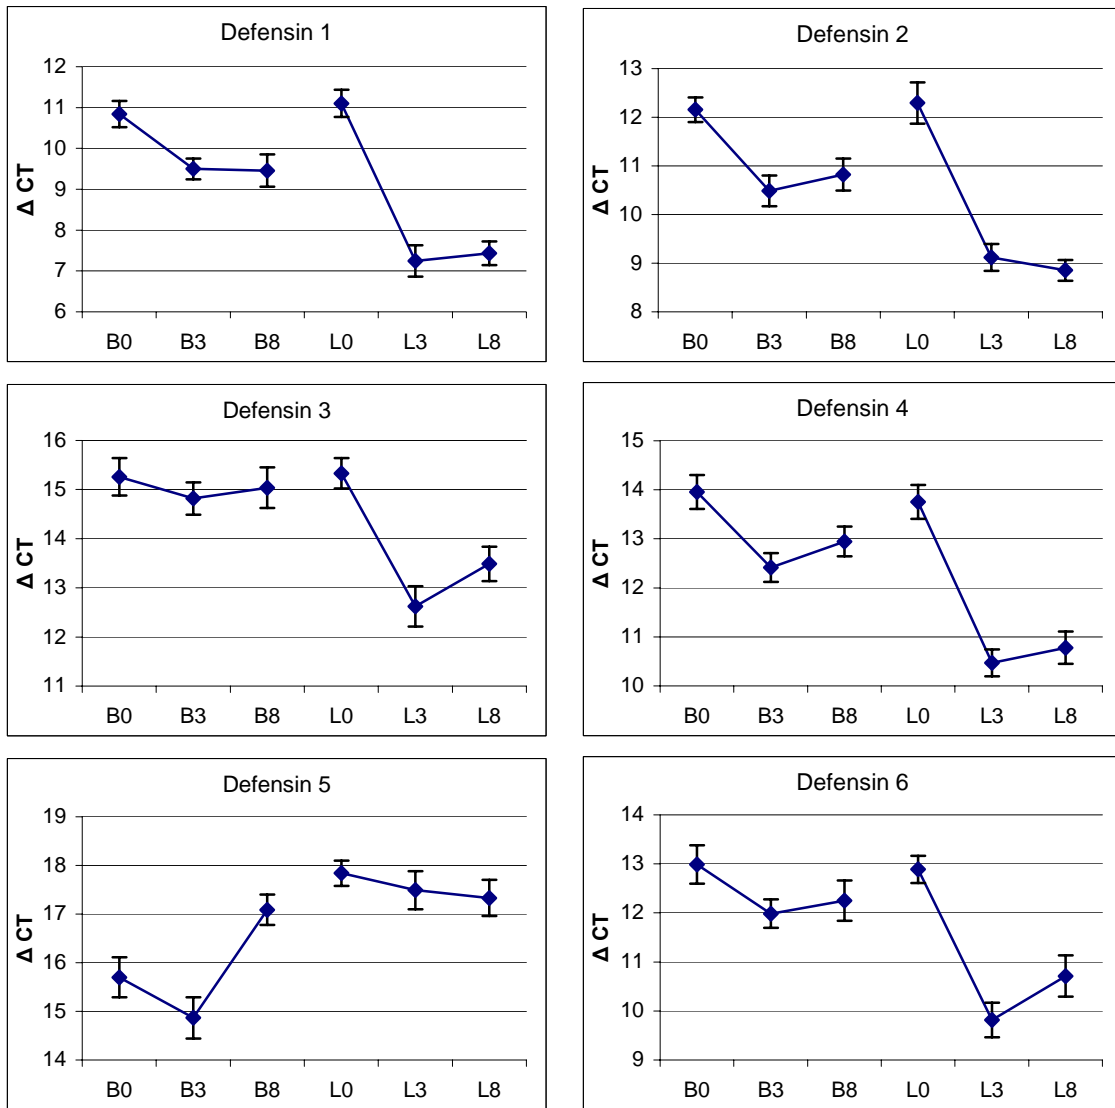 Defensin 1
12
11
10
9
8
7
6
Δ CT
B0 B3 B8 L0 L3 L8
Defensin 2
13
12
11
10
9
8
Δ CT
B0 B3 B8 L0 L3 L8
Defensin 3
16
15
14
13
12
11
Δ CT
B0 B3 B8 L0 L3 L8
Defensin 4
15
14
13
12
11
10
Δ CT
B0 B3 B8 L0 L3 L8
Defensin 5
19
18
17
16
15
14
Δ CT
B0 B3 B8 L0 L3 L8
Defensin 6
14
13
12
11
10
9
Δ CT
B0 B3 B8 L0 L3 L8